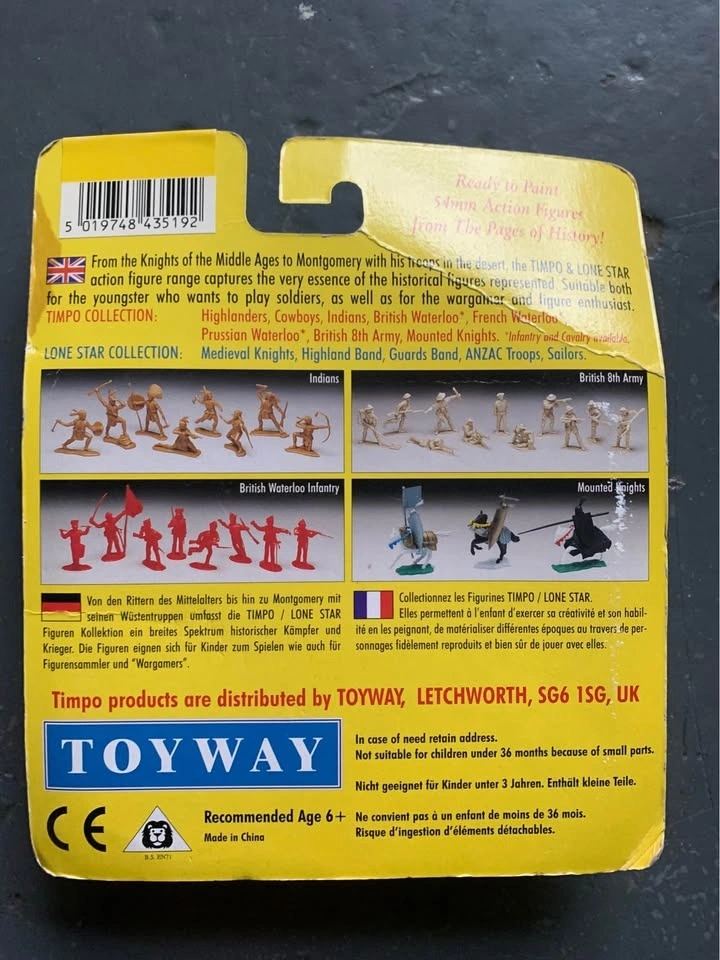 5 019748 435192
Ready to Paint
54mm Action Figures
from The Pages of History!
From the Knights of the Middle Ages to Montgomery with his troops in the desert, the TIMPO & LONE STAR
action figure range captures the very essence of the historical figures represented. Suitable both
for the youngster who wants to play soldiers, as well as for the wargamer and figure enthusiast.
TIMPO COLLECTION: Highlanders, Cowboys, Indians, British Waterloo*, French Waterloo*
Prussian Waterloo*, British 8th Army, Mounted Knights. *Infantry and Cavalry available.
LONE STAR COLLECTION: Medieval Knights, Highland Band, Guards Band, ANZAC Troops, Sailors.
Indians
British 8th Army
British Waterloo Infantry
Mounted Knights
Von den Rittern des Mittelalters bis hin zu Montgomery mit
seinen Wüstentruppen umfasst die TIMPO / LONE STAR
Figuren Kollektion ein breites Spektrum historischer Kämpfer und
Krieger. Die Figuren eignen sich für Kinder zum Spielen wie auch für
Figurensammler und "Wargamers".
Collectionnez les Figurines TIMPO / LONE STAR.
Elles permettent à l'enfant d'exercer sa créativité et son habil-
ité en les peignant, de matérialiser différentes époques au travers de per-
sonnages fidèlement reproduits et bien sûr de jouer avec elles.
Timpo products are distributed by TOYWAY, LETCHWORTH, SG6 1SG, UK
TOYWAY
In case of need retain address.
Not suitable for children under 36 months because of small parts.
Nicht geeignet für Kinder unter 3 Jahren. Enthält kleine Teile.
CE
B.S. EN71
Recommended Age 6+
Made in China
Ne convient pas à un enfant de moins de 36 mois.
Risque d'ingestion d'éléments détachables.